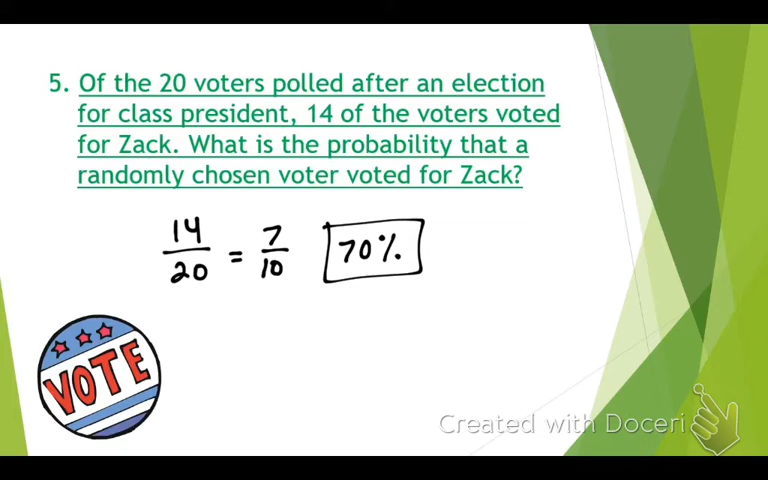 5. Of the 20 voters polled after an election
for class president, 14 of the voters voted
for Zack. What is the probability that a
randomly chosen voter voted for Zack?
14/20 = 7/10 70%
VOTE
Created with Doceri